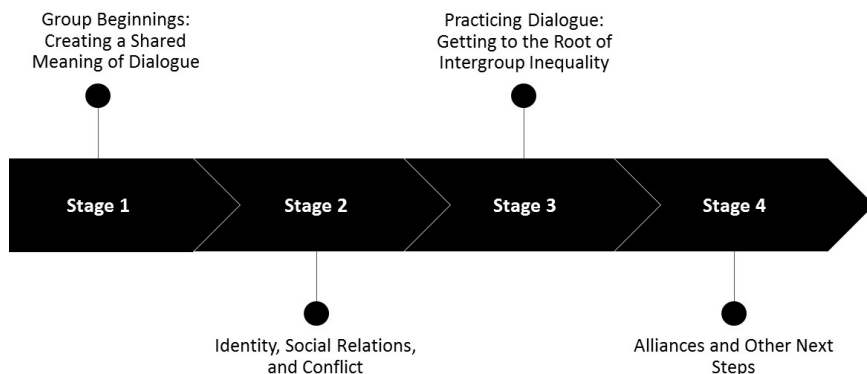 Group Beginnings:
Creating a Shared
Meaning of Dialogue
Practicing Dialogue:
Getting to the Root of
Intergroup Inequality
Stage 1
Stage 2
Stage 3
Stage 4
Identity, Social Relations,
and Conflict
Alliances and Other Next
Steps